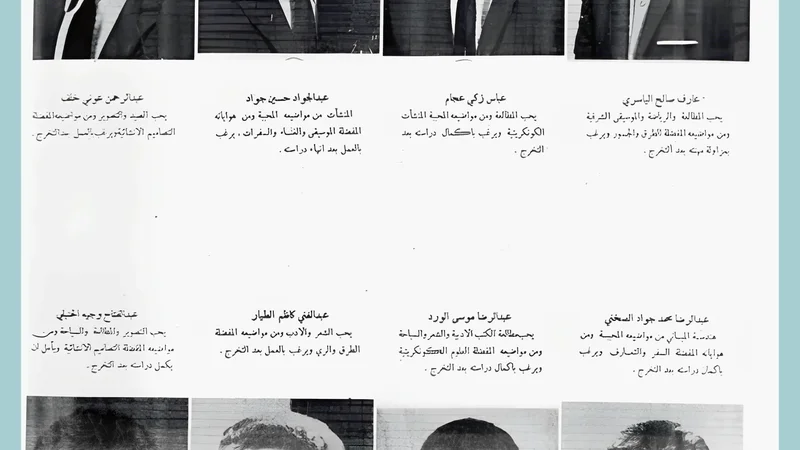 عارف صالح الياسري
يحب المطالعة والرياضة والموسيقى الشرقية
ومن مواضيعه المفضلة الطرق والجسور ويرغب
بمزاولة مهنته بعد التخرج .
عباس زكي عجام
يحب المطالعة ومن مواضيعه المحببة المنشآت
الكونكريتية ويرغب باكمال دراسته بعد
التخرج .
عبدالجواد حسين جواد
المنشآت من مواضيعه المحببة ومن هواياته
المفضلة الموسيقى والغناء والسفرات ، يرغب
بالعمل بعد انهاء دراسته .
عبدالرحمن عوني خلف
يحب الصيد والتصوير ومن مواضيعه المفضلة
التصاميم الانشائية ويرغب بالعمل بعد التخرج .
عبدالرضا محمد جواد الصخني
هندسة المباني من مواضيعه المحببة ومن
هواياته المفضلة السفر والتعارف ويرغب
باكمال دراسته بعد التخرج .
عبدالرضا موسى الورد
يحب مطالعة الكتب الادبية والشعر والسياحة
ومن مواضيعه المفضلة العلوم الكونكريتية
ويرغب باكمال دراسته بعد التخرج .
عبدالغني كاظم الطيار
يحب الشعر والادب ومن مواضيعه المفضلة
الطرق والري ويرغب بالعمل بعد التخرج .
عبدالفتاح وجيه الحنبلي
يحب التصوير والمطالعة والسياحة ومن
مواضيعه المفضلة التصاميم الانشائية ويأمل ان
يكمل دراسته بعد التخرج .